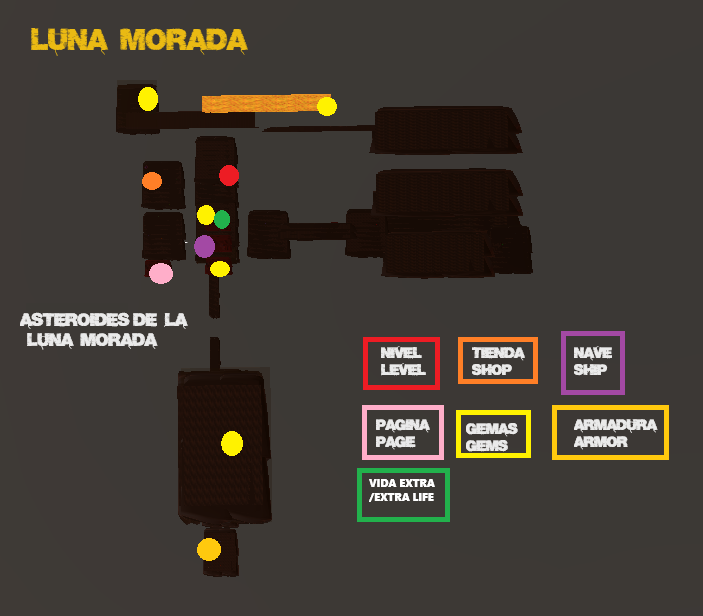 LUNA MORADA
ASTEROIDES DE LA
LUNA MORADA
NIVEL
LEVEL
TIENDA
SHOP
NAVE
SHIP
PAGINA
PAGE
GEMAS
GEMS
ARMADURA
ARMOR
VIDA EXTRA
/EXTRA LIFE